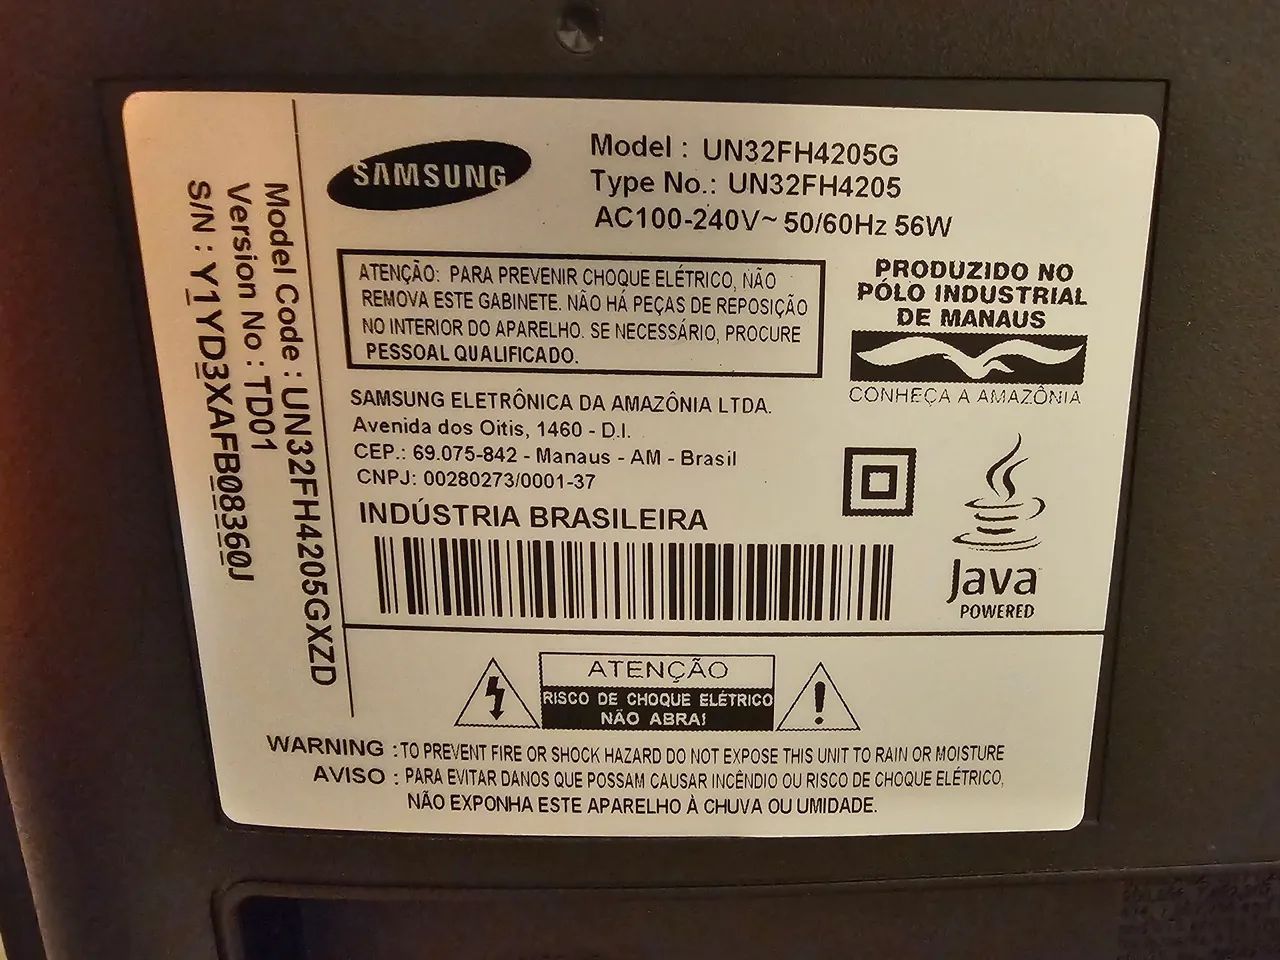 SAMSUNG
Model : UN32FH4205G
Type No.: UN32FH4205
AC100-240V~ 50/60Hz 56W
ATENÇÃO: PARA PREVENIR CHOQUE ELÉTRICO, NÃO
REMOVA ESTE GABINETE. NÃO HÁ PEÇAS DE REPOSIÇÃO
NO INTERIOR DO APARELHO. SE NECESSÁRIO, PROCURE
PESSOAL QUALIFICADO.
PRODUZIDO NO
PÓLO INDUSTRIAL
DE MANAUS
CONHEÇA A AMAZÔNIA
SAMSUNG ELETRÔNICA DA AMAZÔNIA LTDA.
Avenida dos Oitis, 1460 - D.I.
CEP.: 69.075-842 - Manaus - AM - Brasil
CNPJ: 00280273/0001-37
INDÚSTRIA BRASILEIRA
Java
POWERED
Model Code : UN32FH4205GXZD
Version No : TD01
S/N : Y1YD3XAFB08360J
ATENÇÃO
RISCO DE CHOQUE ELÉTRICO
NÃO ABRA!
WARNING : TO PREVENT FIRE OR SHOCK HAZARD DO NOT EXPOSE THIS UNIT TO RAIN OR MOISTURE
AVISO : PARA EVITAR DANOS QUE POSSAM CAUSAR INCÊNDIO OU RISCO DE CHOQUE ELÉTRICO,
NÃO EXPONHA ESTE APARELHO À CHUVA OU UMIDADE.